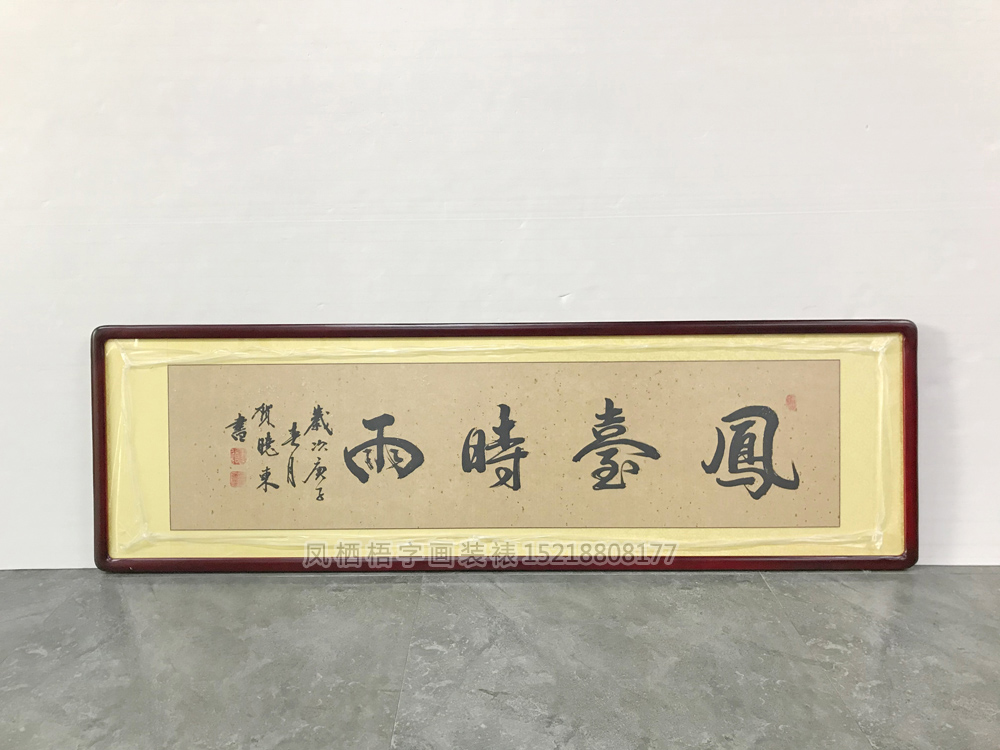 鳳臺時雨
歲次庚子
春月
賀曉東
書
凤栖梧字画装裱15218808177